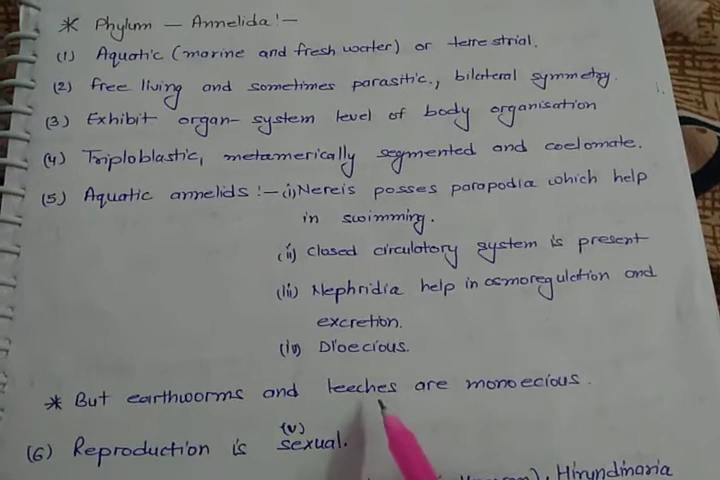 * Phylum — Annelida :-
(1) Aquatic (marine and fresh water) or terrestrial.
(2) free living and sometimes parasitic., bilateral symmetry.
(3) Exhibit organ- system level of body organisation
(4) Triploblastic, metamerically segmented and coelomate.
(5) Aquatic annelids :- (i) Nereis posses parapodia which help
in swimming.
(ii) Closed circulatory system is present
(iii) Nephridia help in osmoregulation and
excretion.
(iv) Dioecious.
* But earthworms and leeches are monoecious.
(v)
(6) Reproduction is sexual.
), Hirundinaria